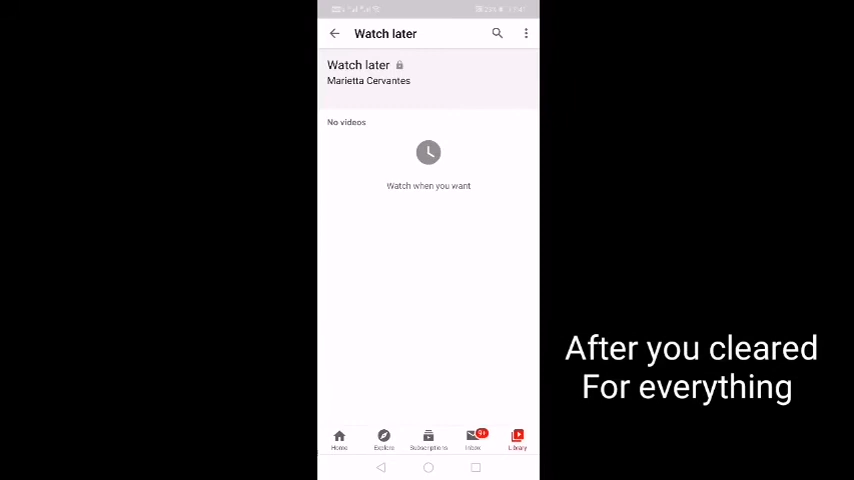 Watch later
Watch later
Marietta Cervantes
No videos
Watch when you want
After you cleared
For everything
9+
Home
Explore
Subscriptions
Inbox
Library